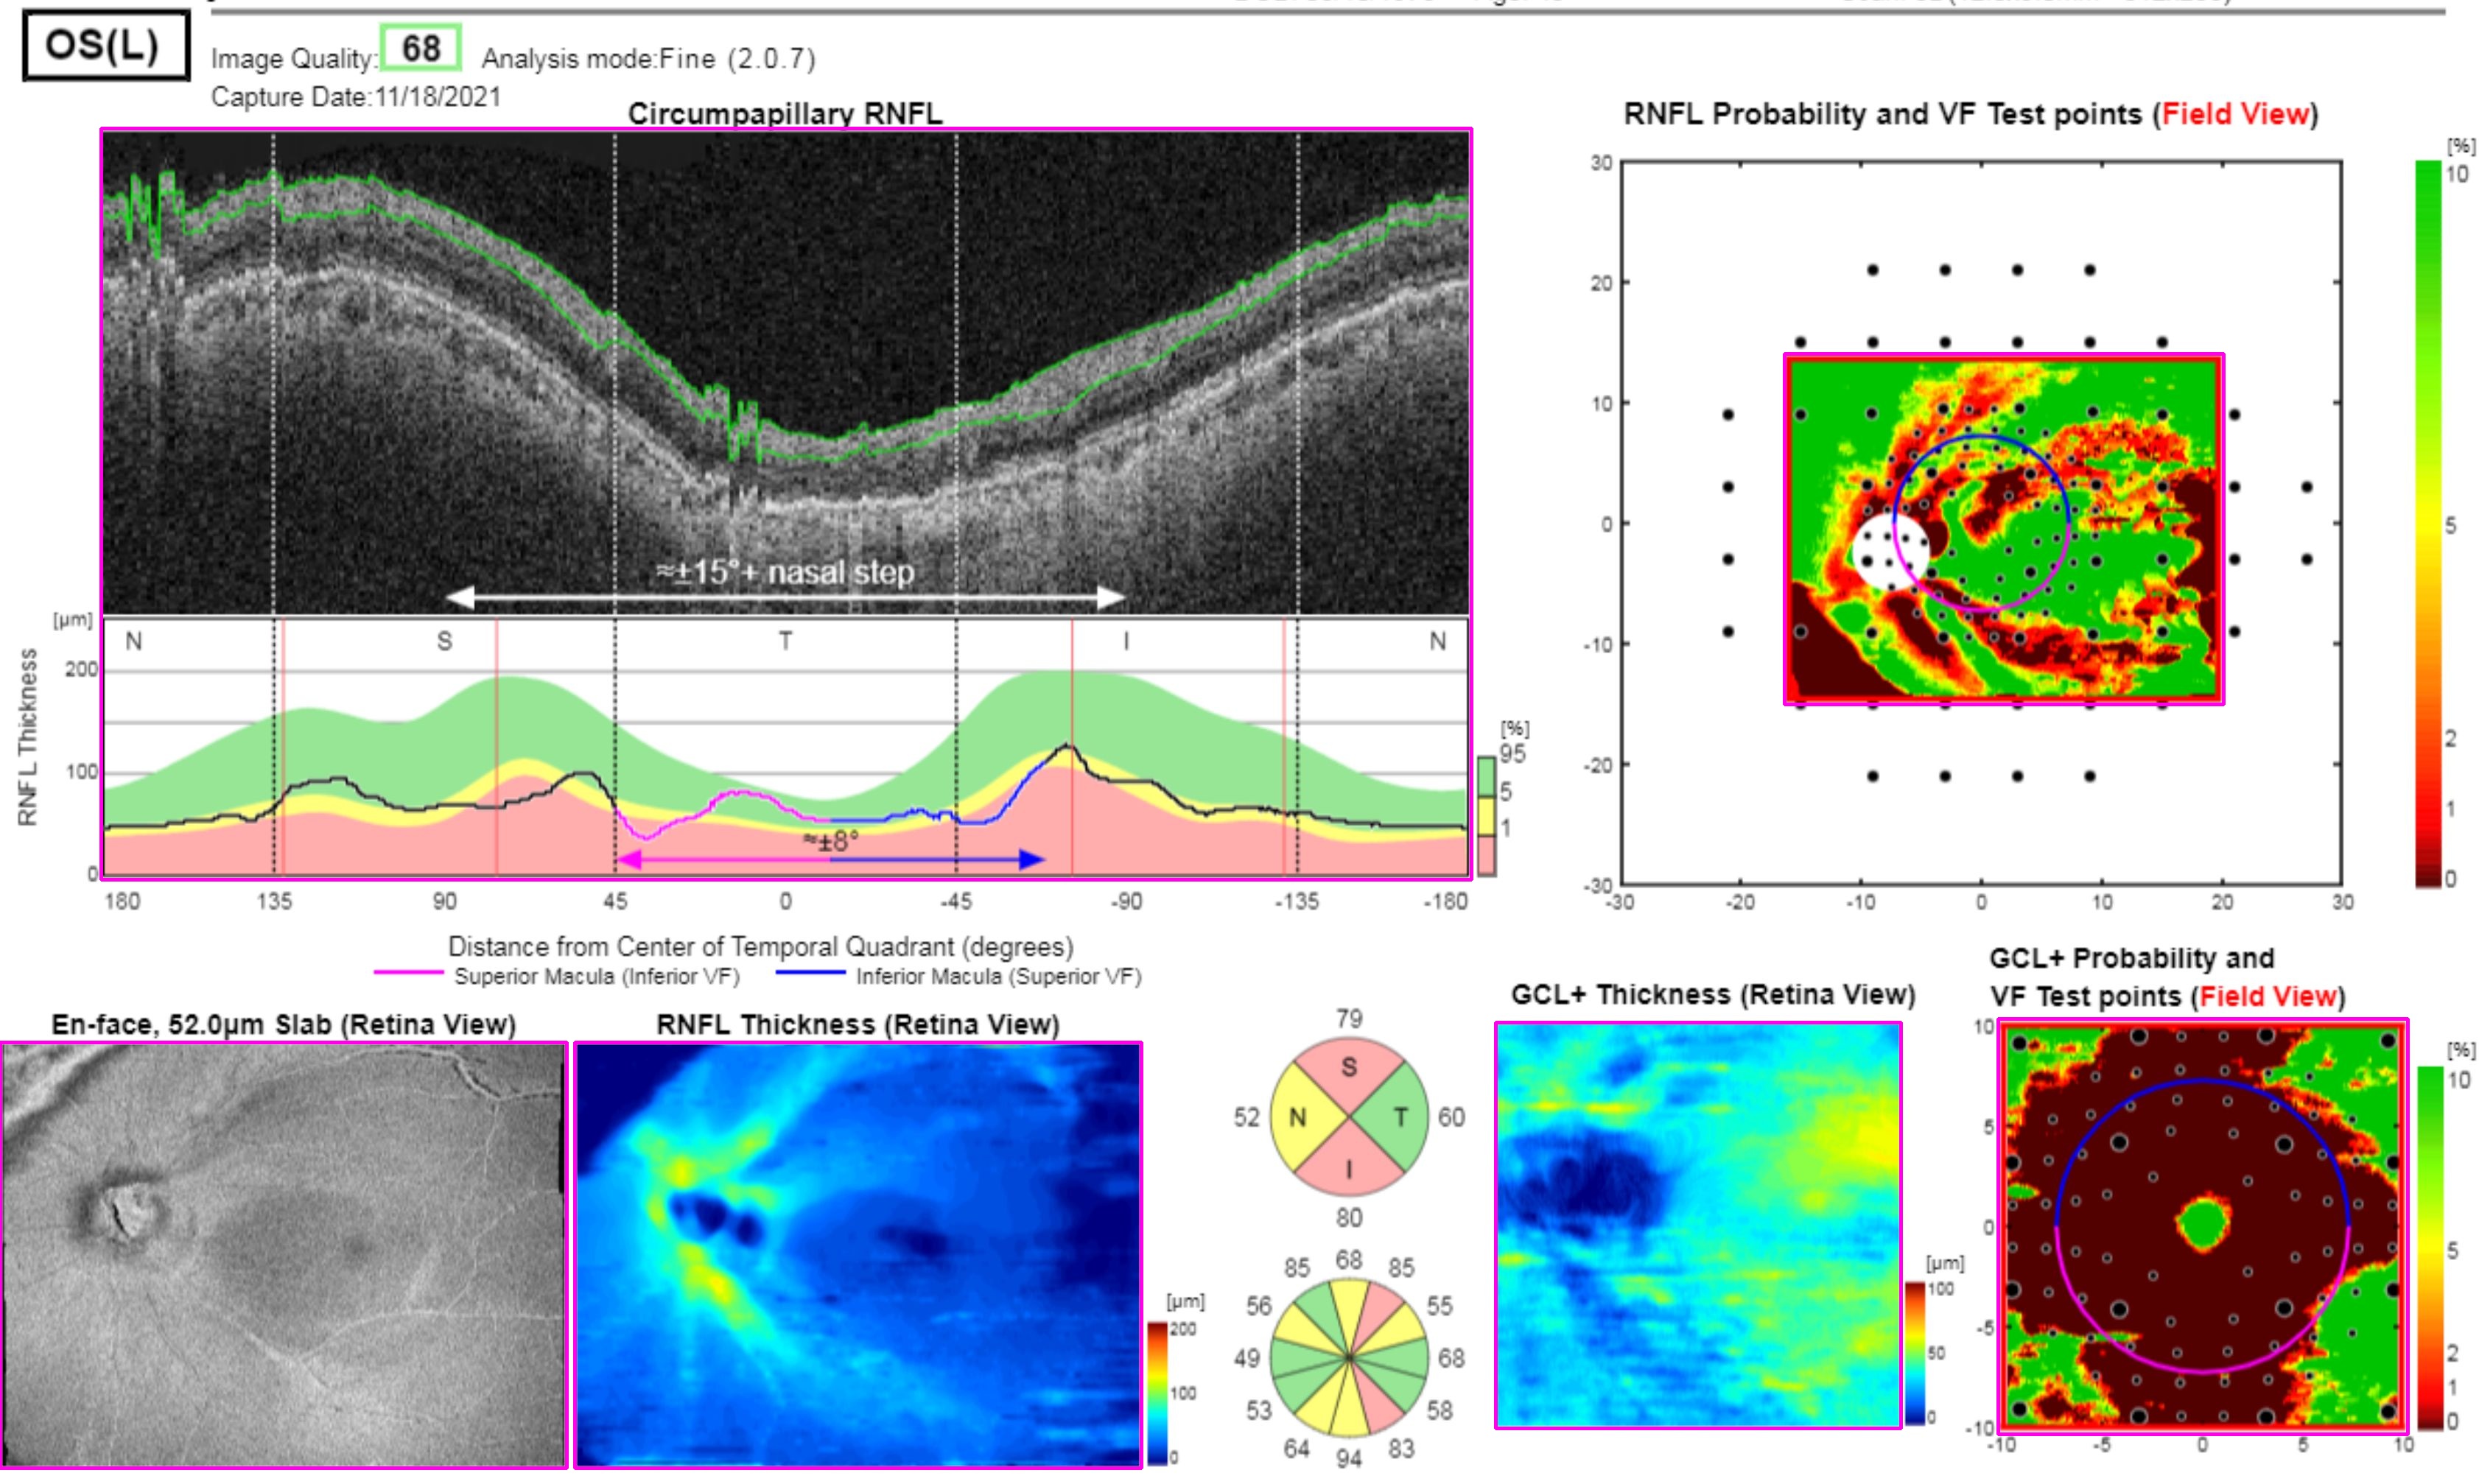 OS(L)
Image Quality: 68 Analysis mode:Fine (2.0.7)
Capture Date:11/18/2021
Circumpapillary RNFL
≈±15°+ nasal step
[µm]
N S T I N
200
100
0
RNFL Thickness
≈±8°
[%]
95
5
1
180 135 90 45 0 -45 -90 -135 -180
Distance from Center of Temporal Quadrant (degrees)
Superior Macula (Inferior VF) Inferior Macula (Superior VF)
RNFL Probability and VF Test points (Field View)
30
20
10
0
-10
-20
-30
-30 -20 -10 0 10 20 30
[%]
10
5
2
1
0
En-face, 52.0µm Slab (Retina View)
RNFL Thickness (Retina View)
[µm]
200
100
0
79
S
52 N T 60
I
80
85 68 85
56 55
49 68
53 58
64 94 83
GCL+ Thickness (Retina View)
[µm]
100
50
0
GCL+ Probability and
VF Test points (Field View)
10
5
0
-5
-10
-10 -5 0 5 10
[%]
10
5
2
1
0